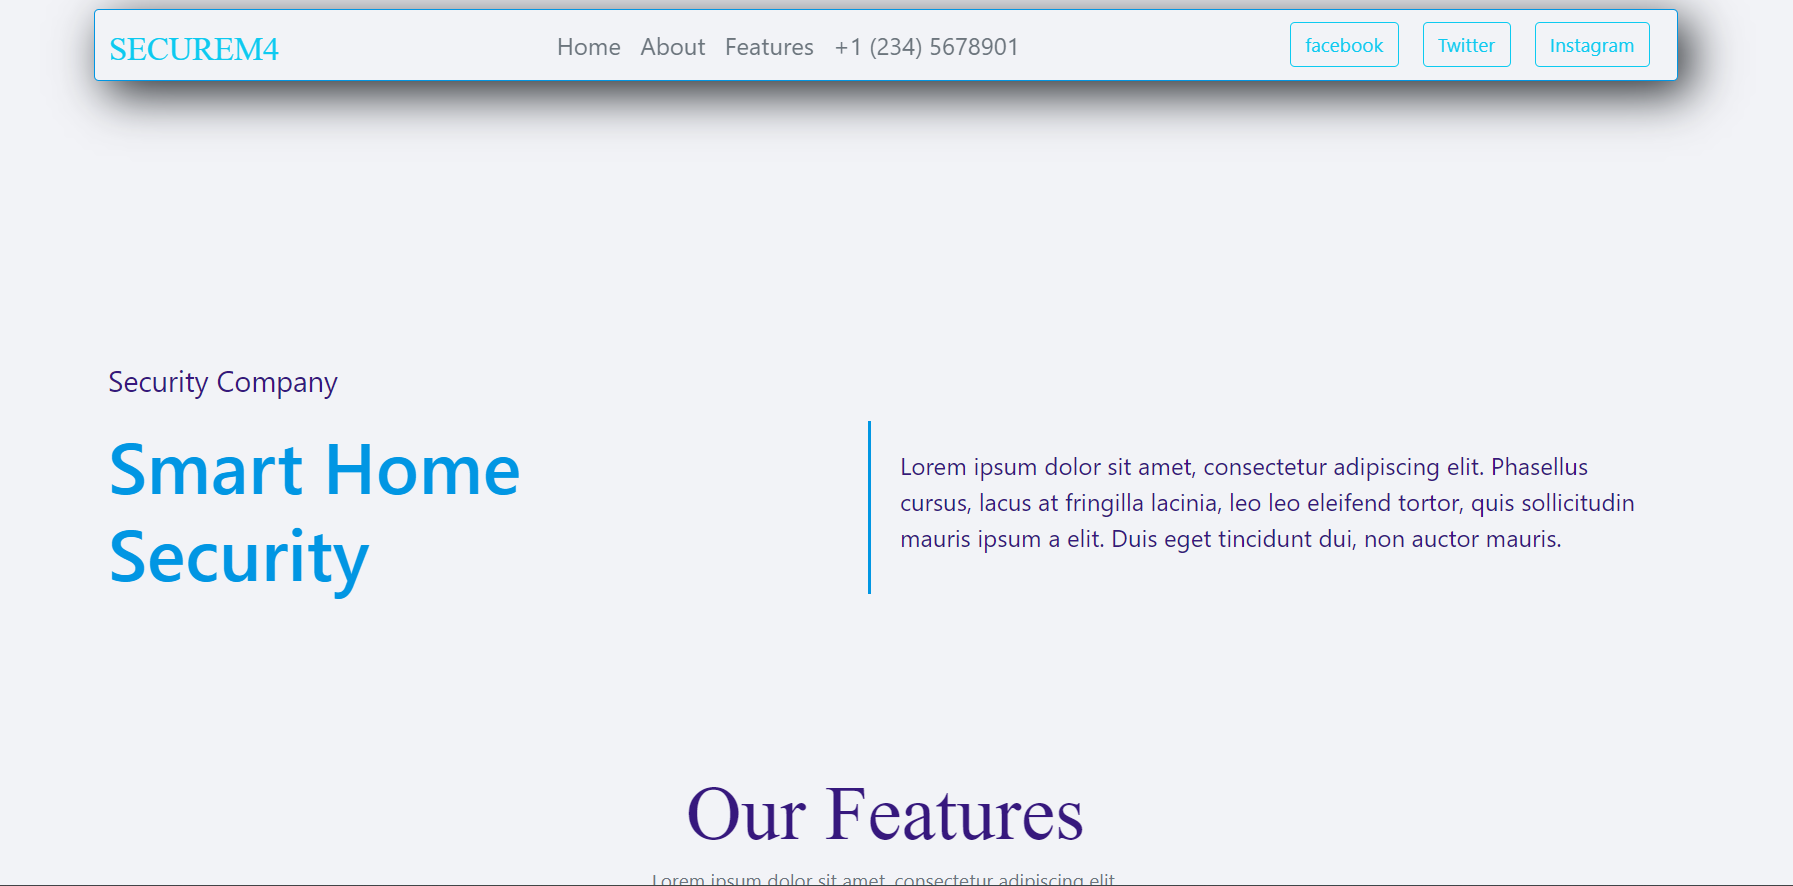 SECUREM4
Home About Features +1 (234) 5678901
facebook Twitter Instagram
Security Company
Smart Home
Security
Lorem ipsum dolor sit amet, consectetur adipiscing elit. Phasellus
cursus, lacus at fringilla lacinia, leo leo eleifend tortor, quis sollicitudin
mauris ipsum a elit. Duis eget tincidunt dui, non auctor mauris.
Our Features
Lorem ipsum dolor sit amet, consectetur adipiscing elit